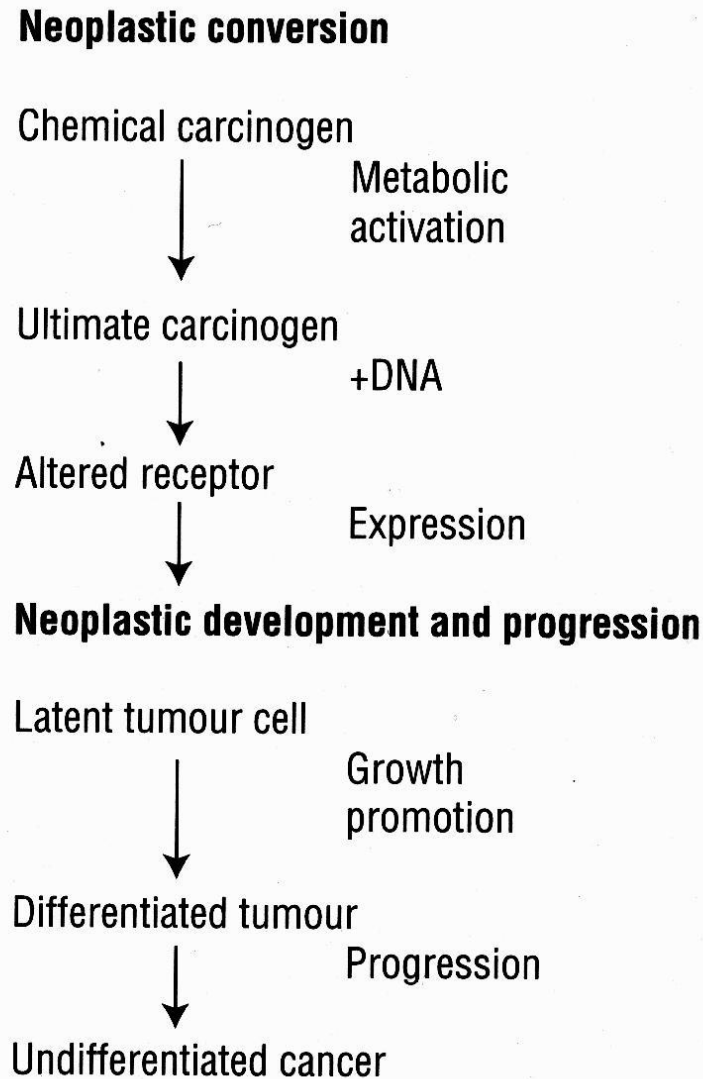 Neoplastic conversion
Chemical carcinogen
Metabolic
activation
Ultimate carcinogen
+DNA
Altered receptor
Expression
Neoplastic development and progression
Latent tumour cell
Growth
promotion
Differentiated tumour
Progression
Undifferentiated cancer